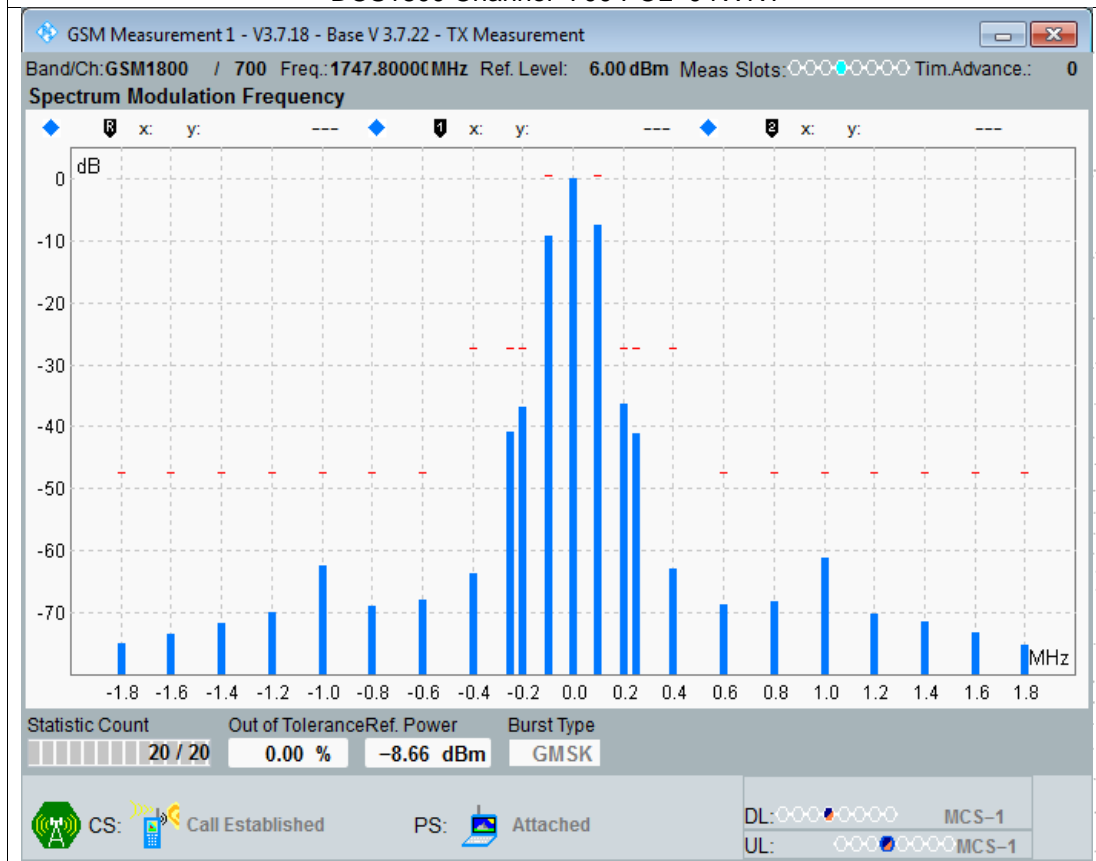 GSM Measurement 1 - V3.7.18 - Base V 3.7.22 - TX Measurement
Band/Ch:GSM1800 / 700 Freq.:1747.80000MHz Ref. Level: 6.00 dBm Meas Slots: Tim.Advance.: 0
Spectrum Modulation Frequency
R x: y: --- 1 x: y: --- 2 x: y: ---
dB
0
-10
-20
-30
-40
-50
-60
-70
MHz
-1.8 -1.6 -1.4 -1.2 -1.0 -0.8 -0.6 -0.4 -0.2 0.0 0.2 0.4 0.6 0.8 1.0 1.2 1.4 1.6 1.8
Statistic Count Out of Tolerance Ref. Power Burst Type
20 / 20 0.00 % −8.66 dBm GMSK
CS: Call Established PS: Attached
DL: MCS−1
UL: MCS−1